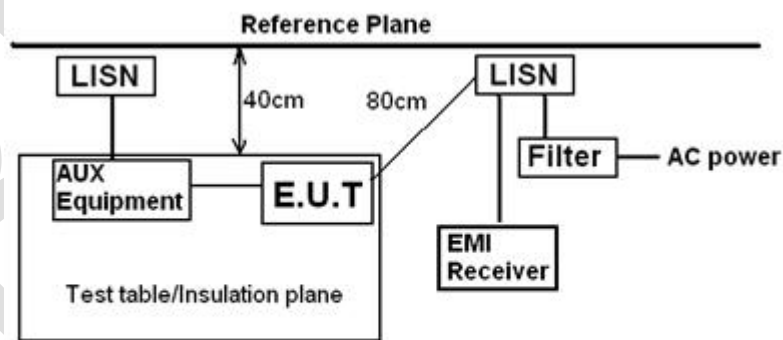 Reference Plane
LISN
LISN
40cm
80cm
Filter
AC power
AUX
Equipment
E.U.T
EMI
Receiver
Test table/Insulation plane